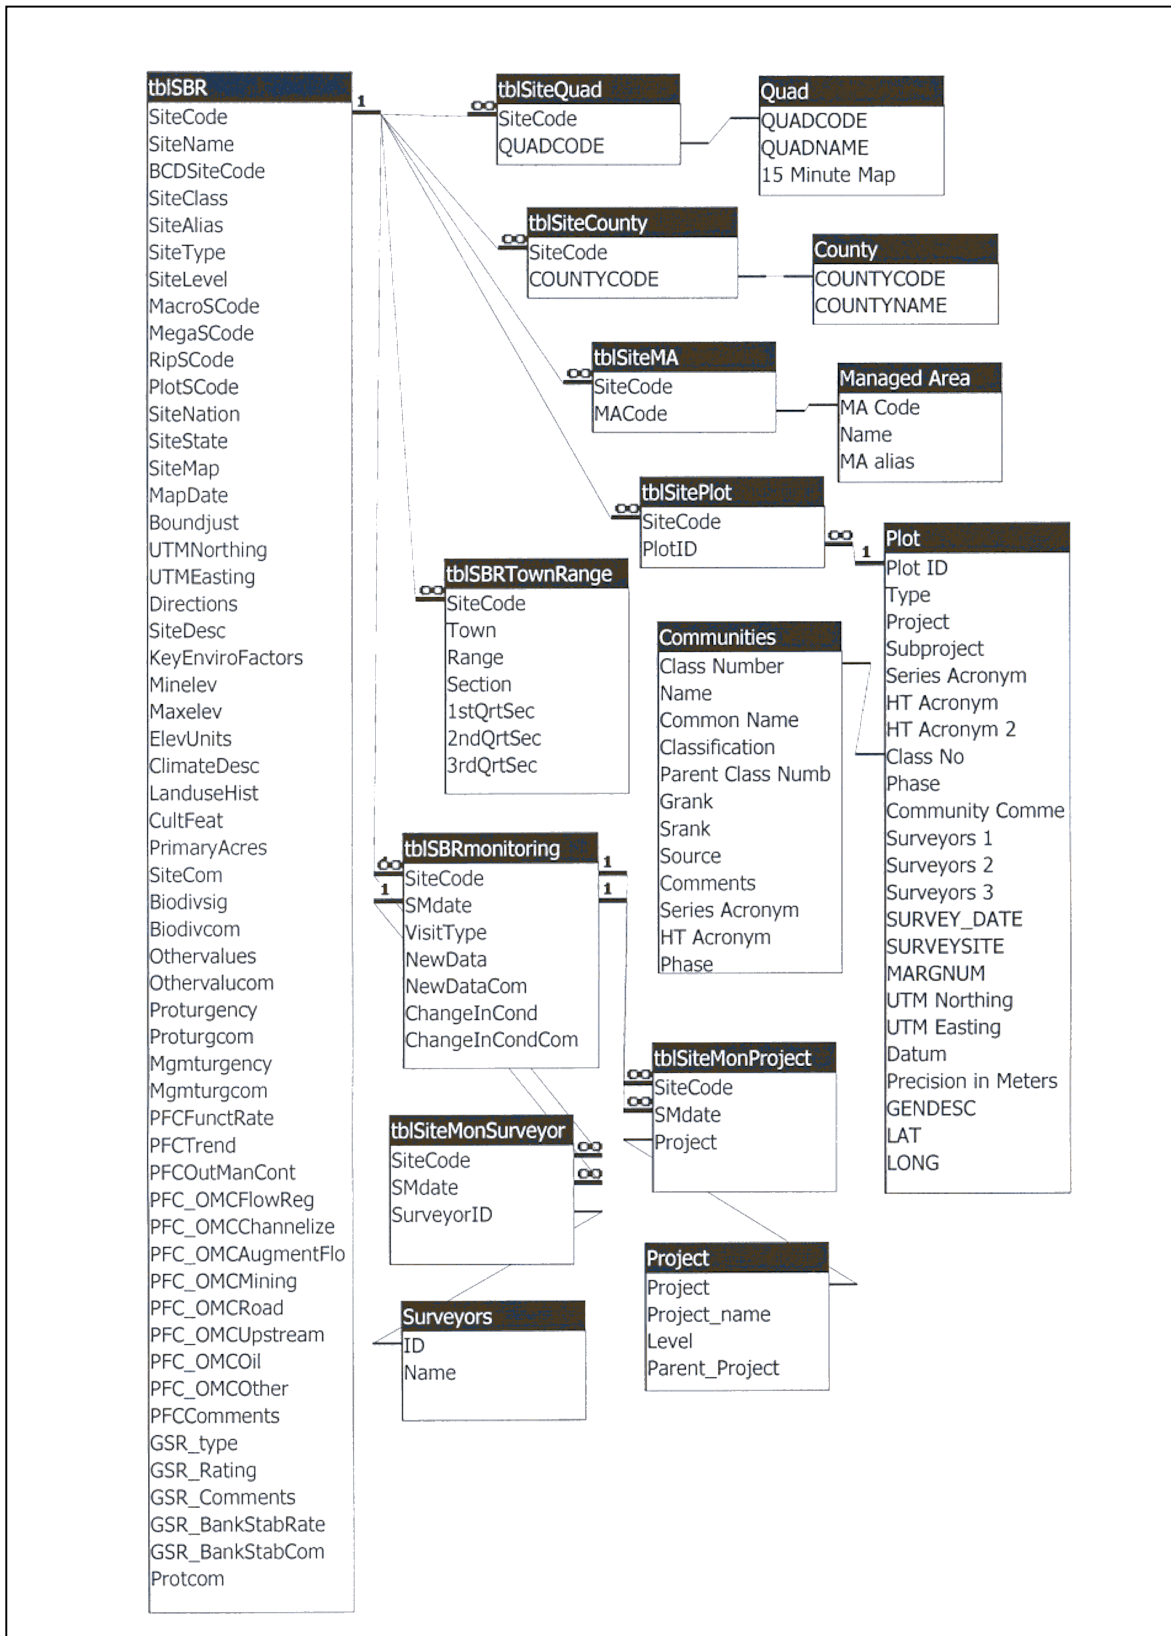 tblSBR
SiteCode
SiteName
BCDSiteCode
SiteClass
SiteAlias
SiteType
SiteLevel
MacroSCode
MegaSCode
RipSCode
PlotSCode
SiteNation
SiteState
SiteMap
MapDate
Boundjust
UTMNorthing
UTMEasting
Directions
SiteDesc
KeyEnviroFactors
Minelev
Maxelev
ElevUnits
ClimateDesc
LanduseHist
CultFeat
PrimaryAcres
SiteCom
Biodivsig
Biodivcom
Othervalues
Othervalucom
Proturgency
Proturgcom
Mgmturgency
Mgmturgcom
PFCFunctRate
PFCTrend
PFCOutManCont
PFC_OMCFlowReg
PFC_OMCChannelize
PFC_OMCAugmentFlo
PFC_OMCMining
PFC_OMCRoad
PFC_OMCUpstream
PFC_OMCOil
PFC_OMCOther
PFCComments
GSR_type
GSR_Rating
GSR_Comments
GSR_BankStabRate
GSR_BankStabCom
Protcom
1
∞
tblSiteQuad
SiteCode
QUADCODE
Quad
QUADCODE
QUADNAME
15 Minute Map
∞
tblSiteCounty
SiteCode
COUNTYCODE
County
COUNTYCODE
COUNTYNAME
∞
tblSiteMA
SiteCode
MACode
Managed Area
MA Code
Name
MA alias
∞
tblSitePlot
SiteCode
PlotID
∞
1
Plot
Plot ID
Type
Project
Subproject
Series Acronym
HT Acronym
HT Acronym 2
Class No
Phase
Community Comme
Surveyors 1
Surveyors 2
Surveyors 3
SURVEY_DATE
SURVEYSITE
MARGNUM
UTM Northing
UTM Easting
Datum
Precision in Meters
GENDESC
LAT
LONG
∞
tblSBRTownRange
SiteCode
Town
Range
Section
1stQrtSec
2ndQrtSec
3rdQrtSec
Communities
Class Number
Name
Common Name
Classification
Parent Class Numb
Grank
Srank
Source
Comments
Series Acronym
HT Acronym
Phase
∞
1
tblSBRmonitoring
SiteCode
SMdate
VisitType
NewData
NewDataCom
ChangeInCond
ChangeInCondCom
1
1
∞
∞
tblSiteMonProject
SiteCode
SMdate
Project
tblSiteMonSurveyor
SiteCode
SMdate
SurveyorID
∞
∞
Project
Project
Project_name
Level
Parent_Project
Surveyors
ID
Name